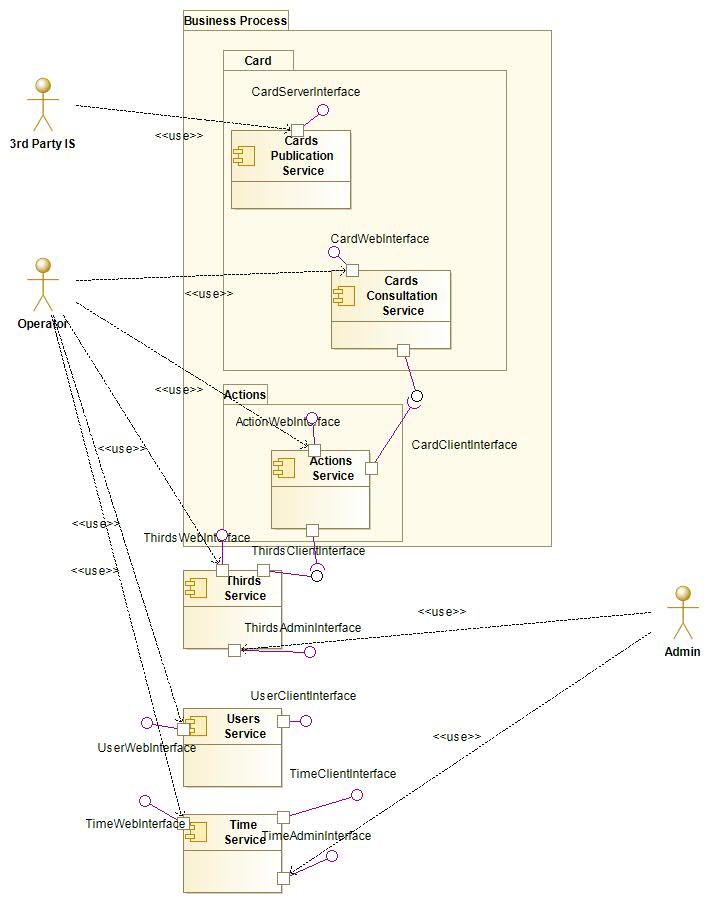 Business Process
Card
CardServerInterface
<<use>>
3rd Party IS
Cards
Publication
Service
CardWebInterface
Cards
Consultation
Service
<<use>>
Operator
<<use>>
Actions
ActionWebInterface
CardClientInterface
Actions
Service
<<use>>
<<use>>
ThirdsWebInterface
ThirdsClientInterface
<<use>>
Thirds
Service
<<use>>
ThirdsAdminInterface
Admin
UserClientInterface
Users
Service
UserWebInterface
<<use>>
TimeClientInterface
TimeWebInterface
Time
Service
TimeAdminInterface